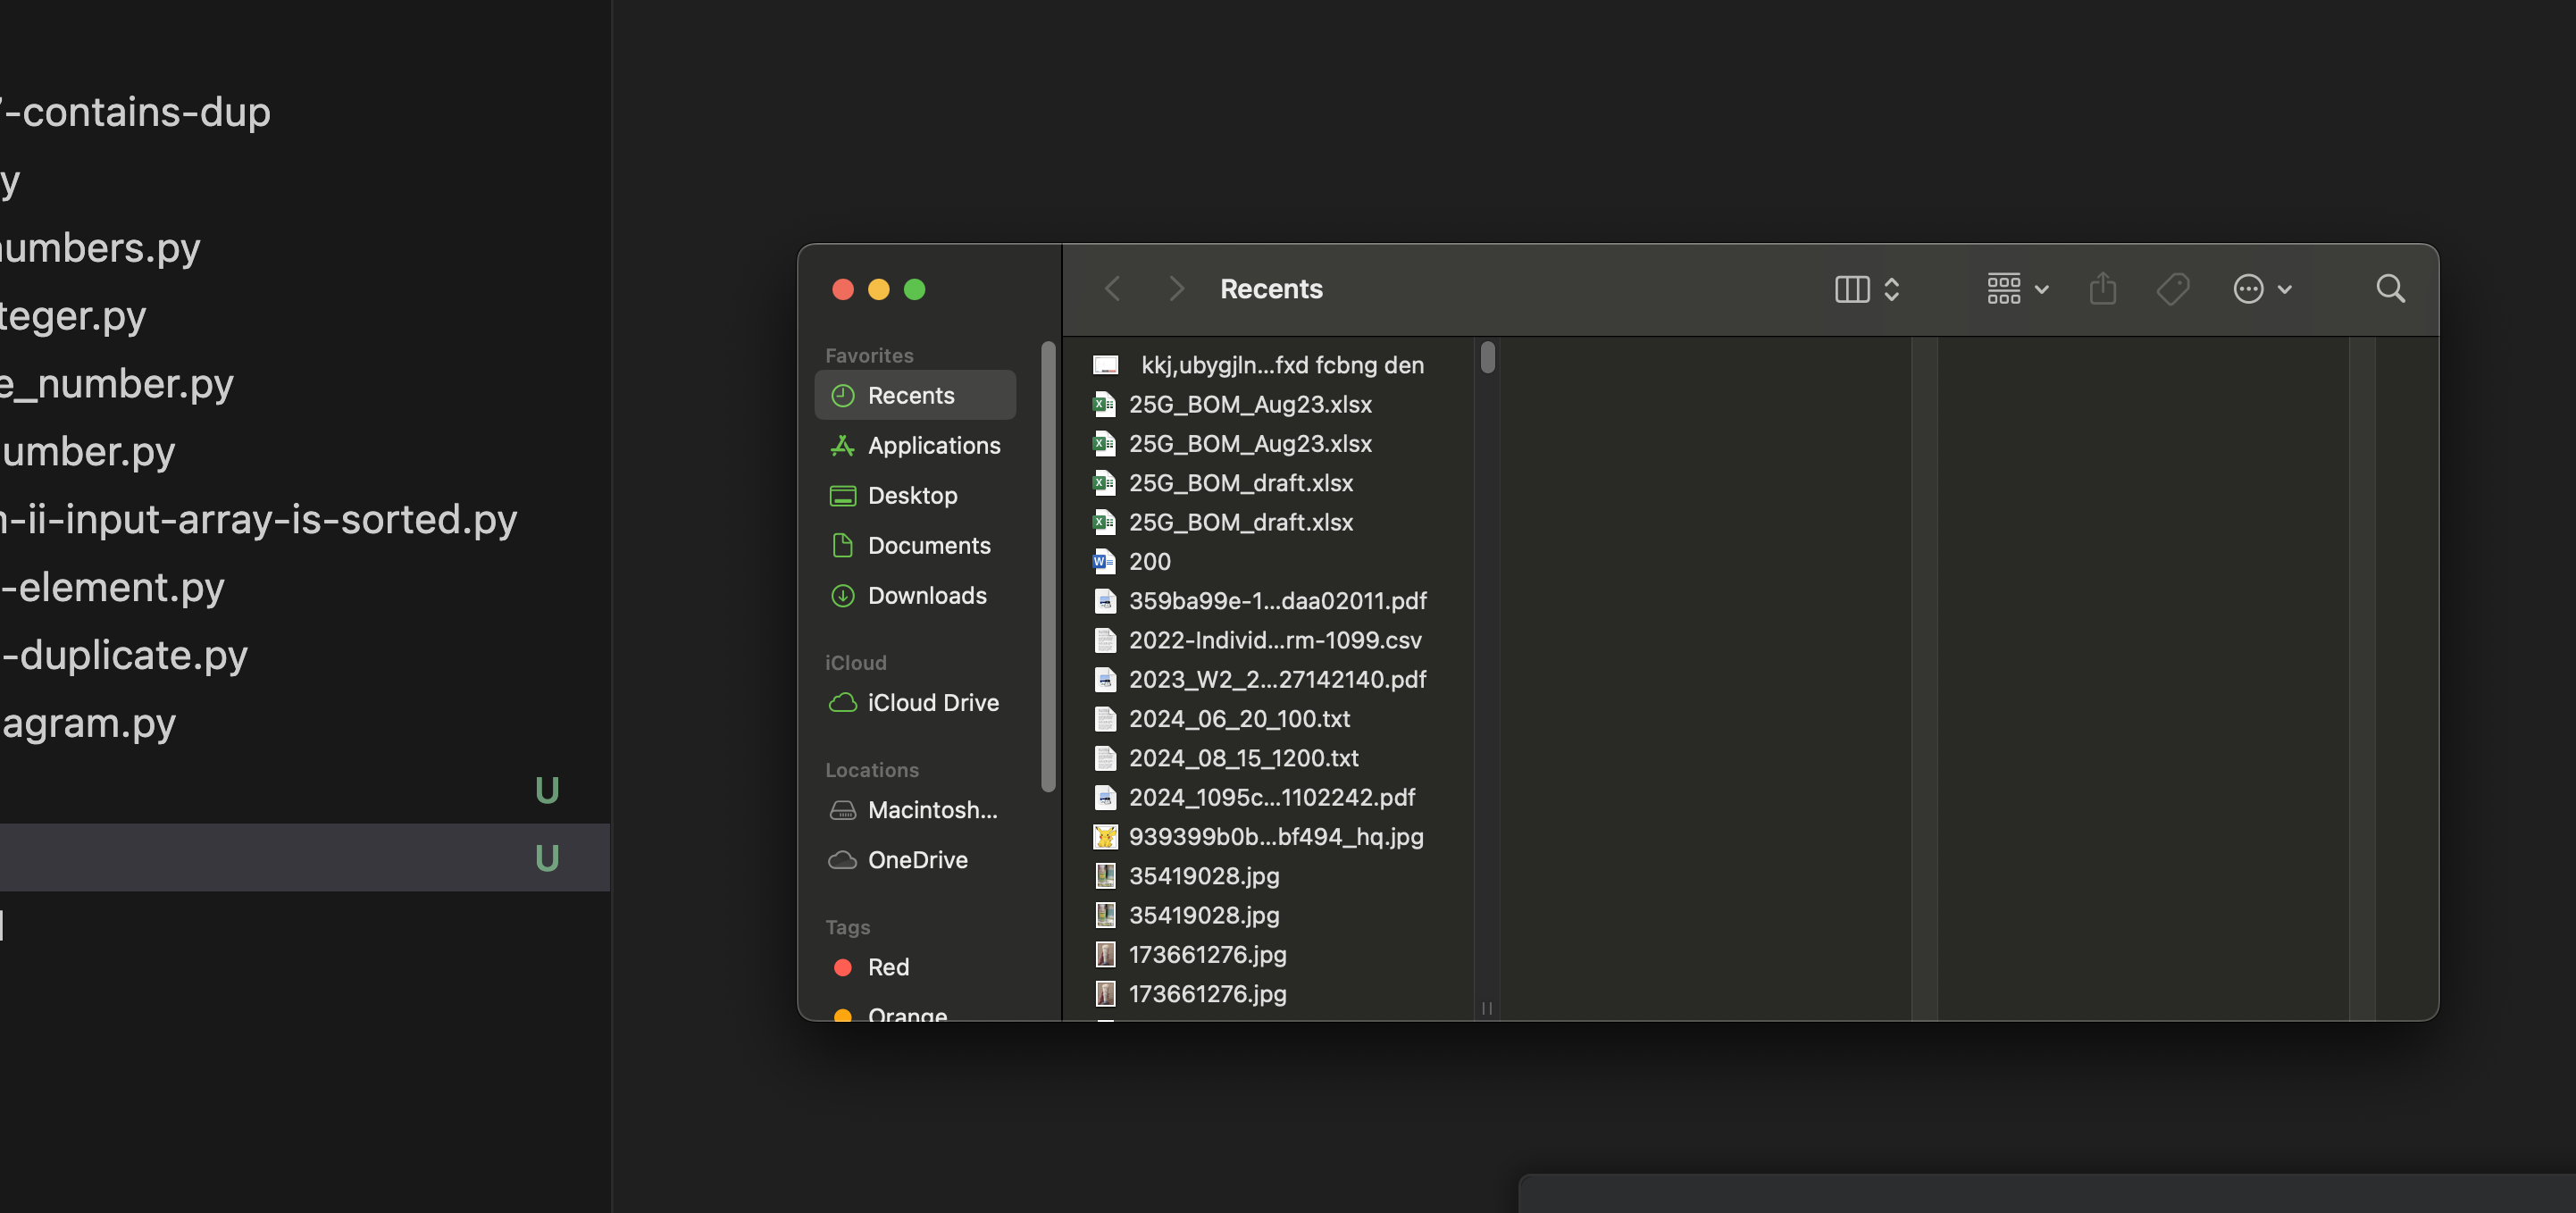 -contains-dup
y
umbers.py
teger.py
e_number.py
umber.py
-ii-input-array-is-sorted.py
-element.py
-duplicate.py
agram.py
U
U
Recents
Favorites
Recents
Applications
Desktop
Documents
Downloads
iCloud
iCloud Drive
Locations
Macintosh...
OneDrive
Tags
Red
Orange
kkj,ubygjln...fxd fcbng den
25G_BOM_Aug23.xlsx
25G_BOM_Aug23.xlsx
25G_BOM_draft.xlsx
25G_BOM_draft.xlsx
200
359ba99e-1...daa02011.pdf
2022-Individ...rm-1099.csv
2023_W2_2...27142140.pdf
2024_06_20_100.txt
2024_08_15_1200.txt
2024_1095c...1102242.pdf
939399b0b...bf494_hq.jpg
35419028.jpg
35419028.jpg
173661276.jpg
173661276.jpg